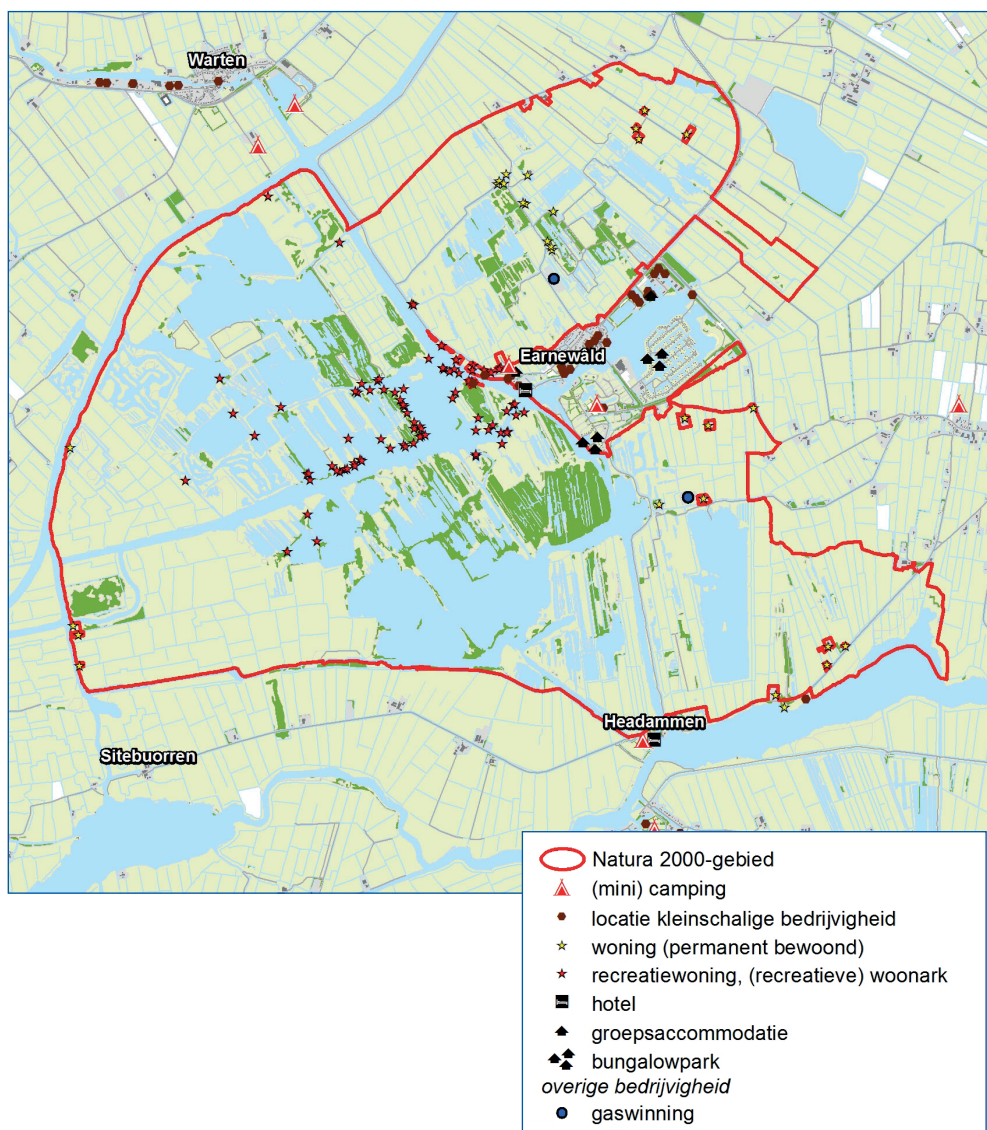 Warten
Earnewâld
Headammen
Sitebuorren
Natura 2000-gebied
(mini) camping
locatie kleinschalige bedrijvigheid
woning (permanent bewoond)
recreatiewoning, (recreatieve) woonark
hotel
groepsaccommodatie
bungalowpark
overige bedrijvigheid
gaswinning